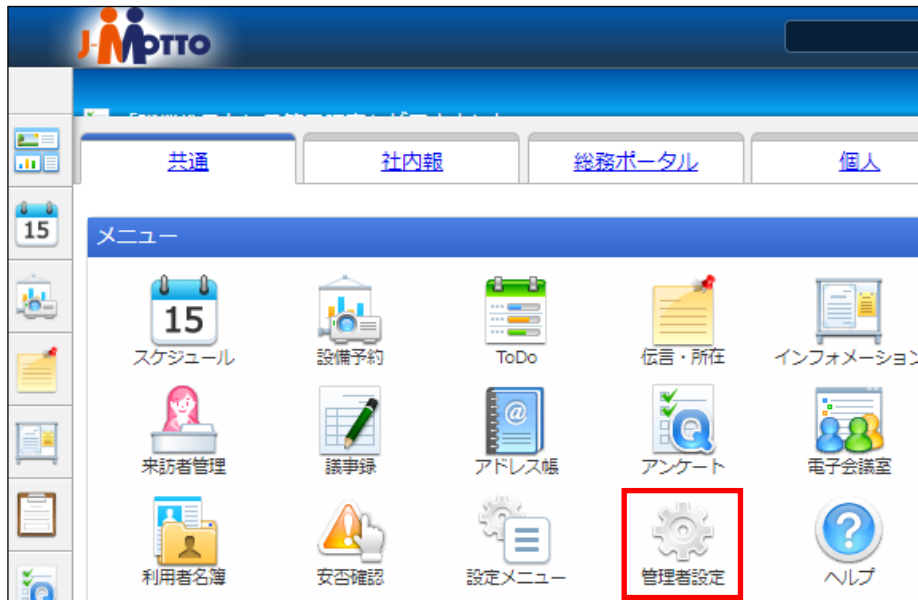 J-MOTTO
共通
社内報
総務ポータル
個人
15
メニュー
15
スケジュール
設備予約
ToDo
伝言・所在
インフォメーション
来訪者管理
議事録
アドレス帳
アンケート
電子会議室
利用者名簿
安否確認
設定メニュー
管理者設定
ヘルプ